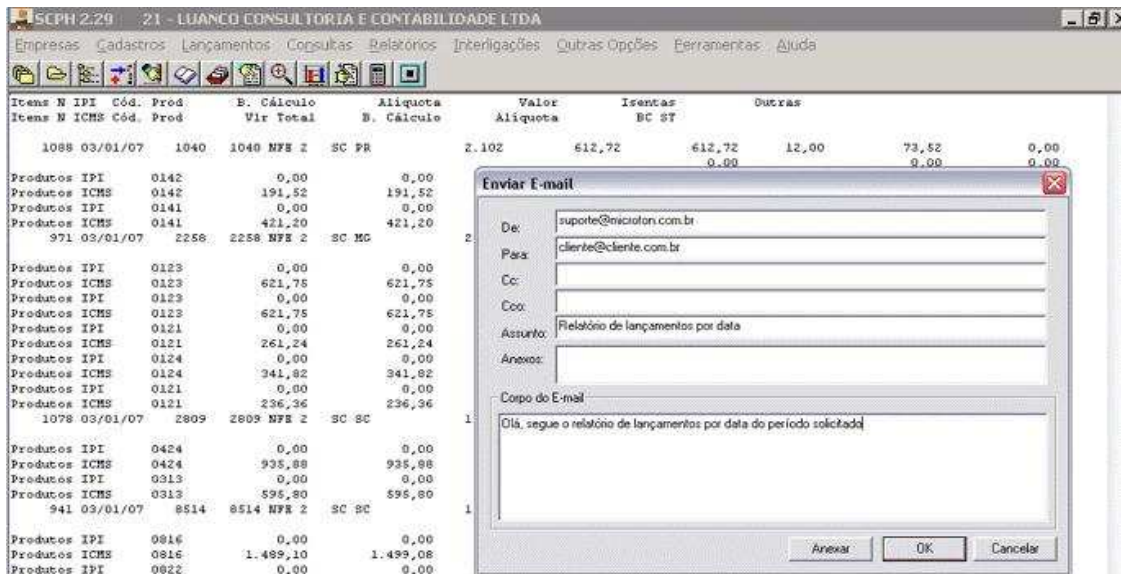 SCPH 2.29 21 - LUANCO CONSULTORIA E CONTABILIDADE LTDA
Empresas Cadastros Lançamentos Consultas Relatórios Interligações Outras Opções Ferramentas Ajuda
Itens N IPI Cód. Prod B. Cálculo Alíquota Valor Isentas Outras
Itens N ICMS Cód. Prod Vlr Total B. Cálculo Alíquota BC ST
1088 03/01/07 1040 1040 NFE 2 SC PR 2.102 612,72 612,72 12,00 73,52 0,00
0.00 0.00 0.00
Produtos IPI 0142 0,00 0,00
Produtos ICMS 0142 191,52 191,52
Produtos IPI 0141 0,00 0,00
Produtos ICMS 0141 421,20 421,20
971 03/01/07 2258 2258 NFE 2 SC MG 2
Produtos IPI 0123 0,00 0,00
Produtos ICMS 0123 621,75 621,75
Produtos IPI 0123 0,00 0,00
Produtos ICMS 0123 621,75 621,75
Produtos IPI 0121 0,00 0,00
Produtos ICMS 0121 261,24 261,24
Produtos IPI 0124 0,00 0,00
Produtos ICMS 0124 341,82 341,82
Produtos IPI 0121 0,00 0,00
Produtos ICMS 0121 236,36 236,36
1078 03/01/07 2809 2809 NFE 2 SC SC 1
Produtos IPI 0424 0,00 0,00
Produtos ICMS 0424 935,88 935,88
Produtos IPI 0313 0,00 0,00
Produtos ICMS 0313 595,80 595,80
941 03/01/07 8514 8514 NFE 2 SC SC 1
Produtos IPI 0816 0,00 0,00
Produtos ICMS 0816 1.489,10 1.499,08
Produtos IPI 0822 0,00 0,00
Enviar E-mail
De: suporte@microton.com.br
Para: cliente@cliente.com.br
Cc:
Cco:
Assunto: Relatório de lançamentos por data
Anexos:
Corpo do E-mail
Olá, segue o relatório de lançamentos por data do período solicitado
Anexar OK Cancelar